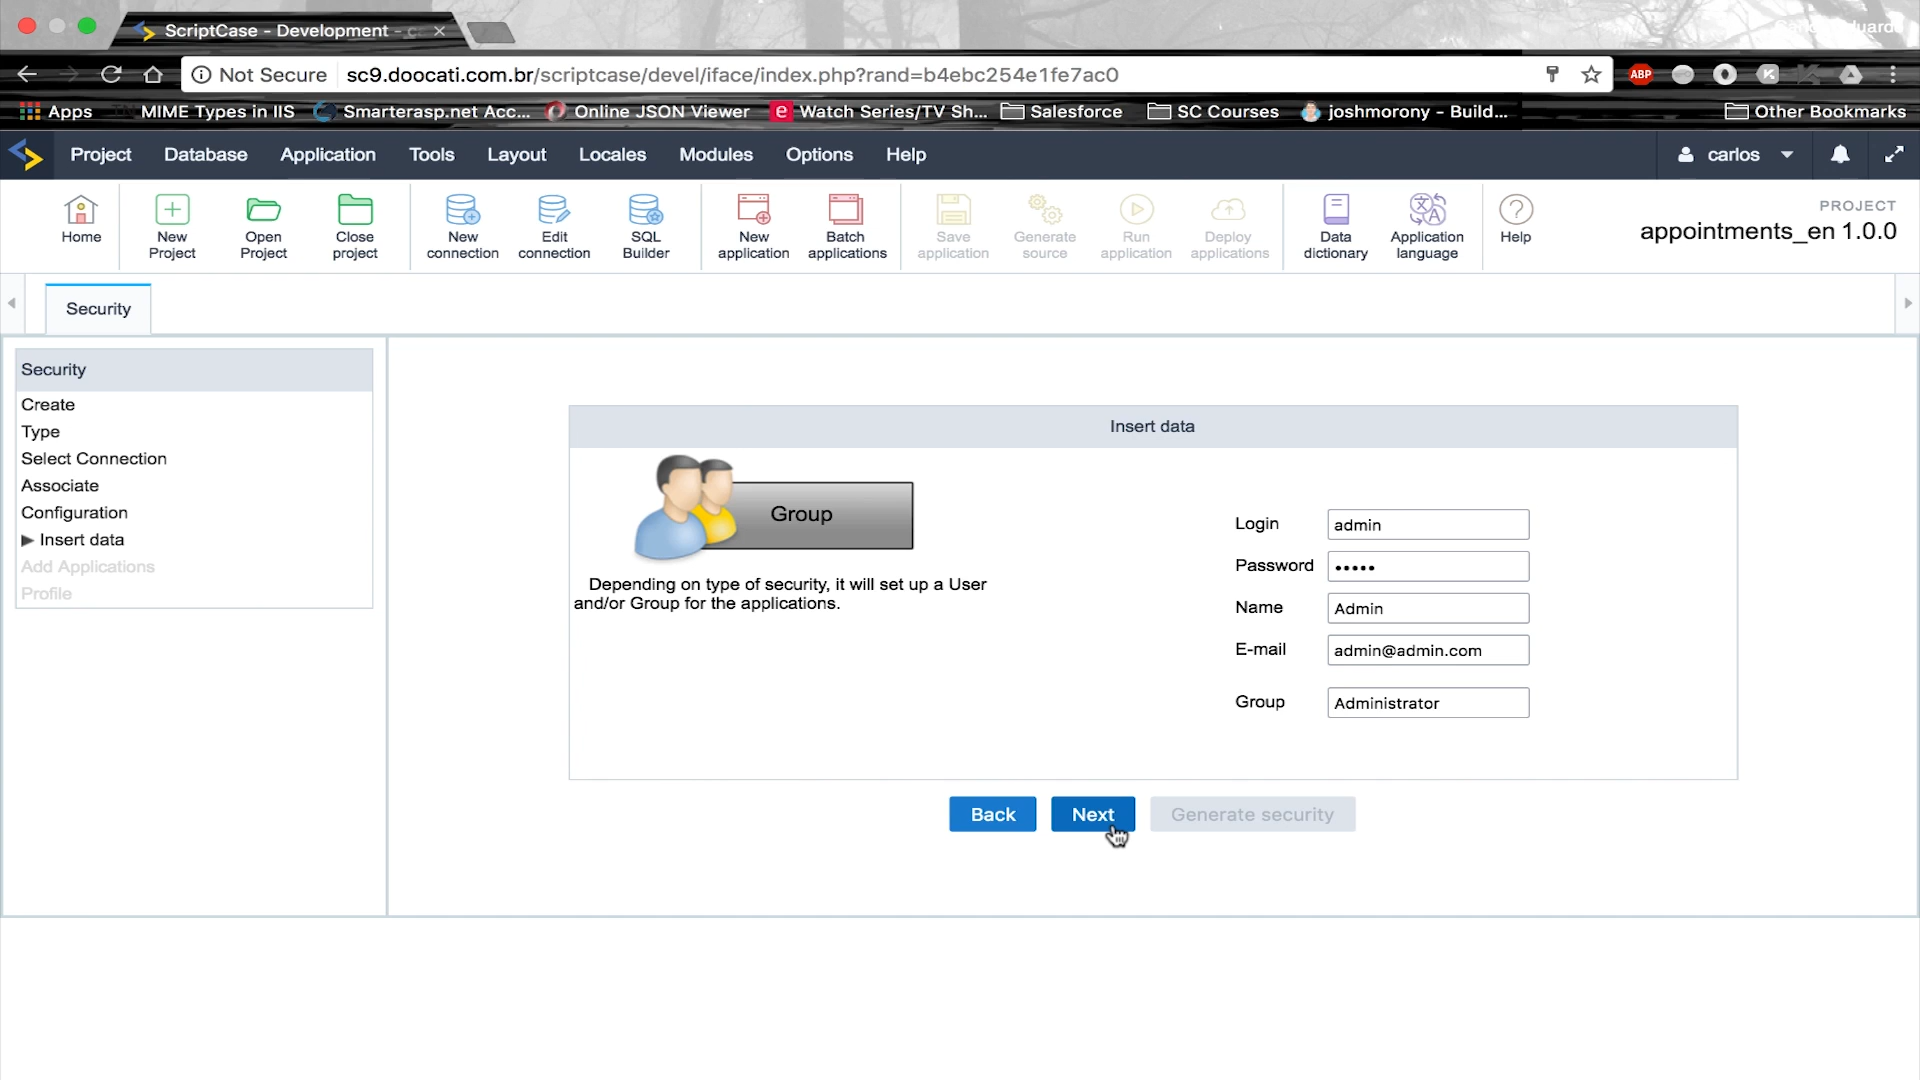 ScriptCase - Development - c
Not Secure
sc9.doocati.com.br/scriptcase/devel/iface/index.php?rand=b4ebc254e1fe7ac0
ABP
Apps
MIME Types in IIS
Smarterasp.net Acc...
Online JSON Viewer
Watch Series/TV Sh...
Salesforce
SC Courses
joshmorony - Build...
Other Bookmarks
Project
Database
Application
Tools
Layout
Locales
Modules
Options
Help
carlos
Home
New
Project
Open
Project
Close
project
New
connection
Edit
connection
SQL
Builder
New
application
Batch
applications
Save
application
Generate
source
Run
application
Deploy
applications
Data
dictionary
Application
language
Help
PROJECT
appointments_en 1.0.0
Security
Security
Create
Type
Select Connection
Associate
Configuration
Insert data
Add Applications
Profile
Insert data
Group
Depending on type of security, it will set up a User
and/or Group for the applications.
Login
admin
Password
•••••
Name
Admin
E-mail
admin@admin.com
Group
Administrator
Back
Next
Generate security